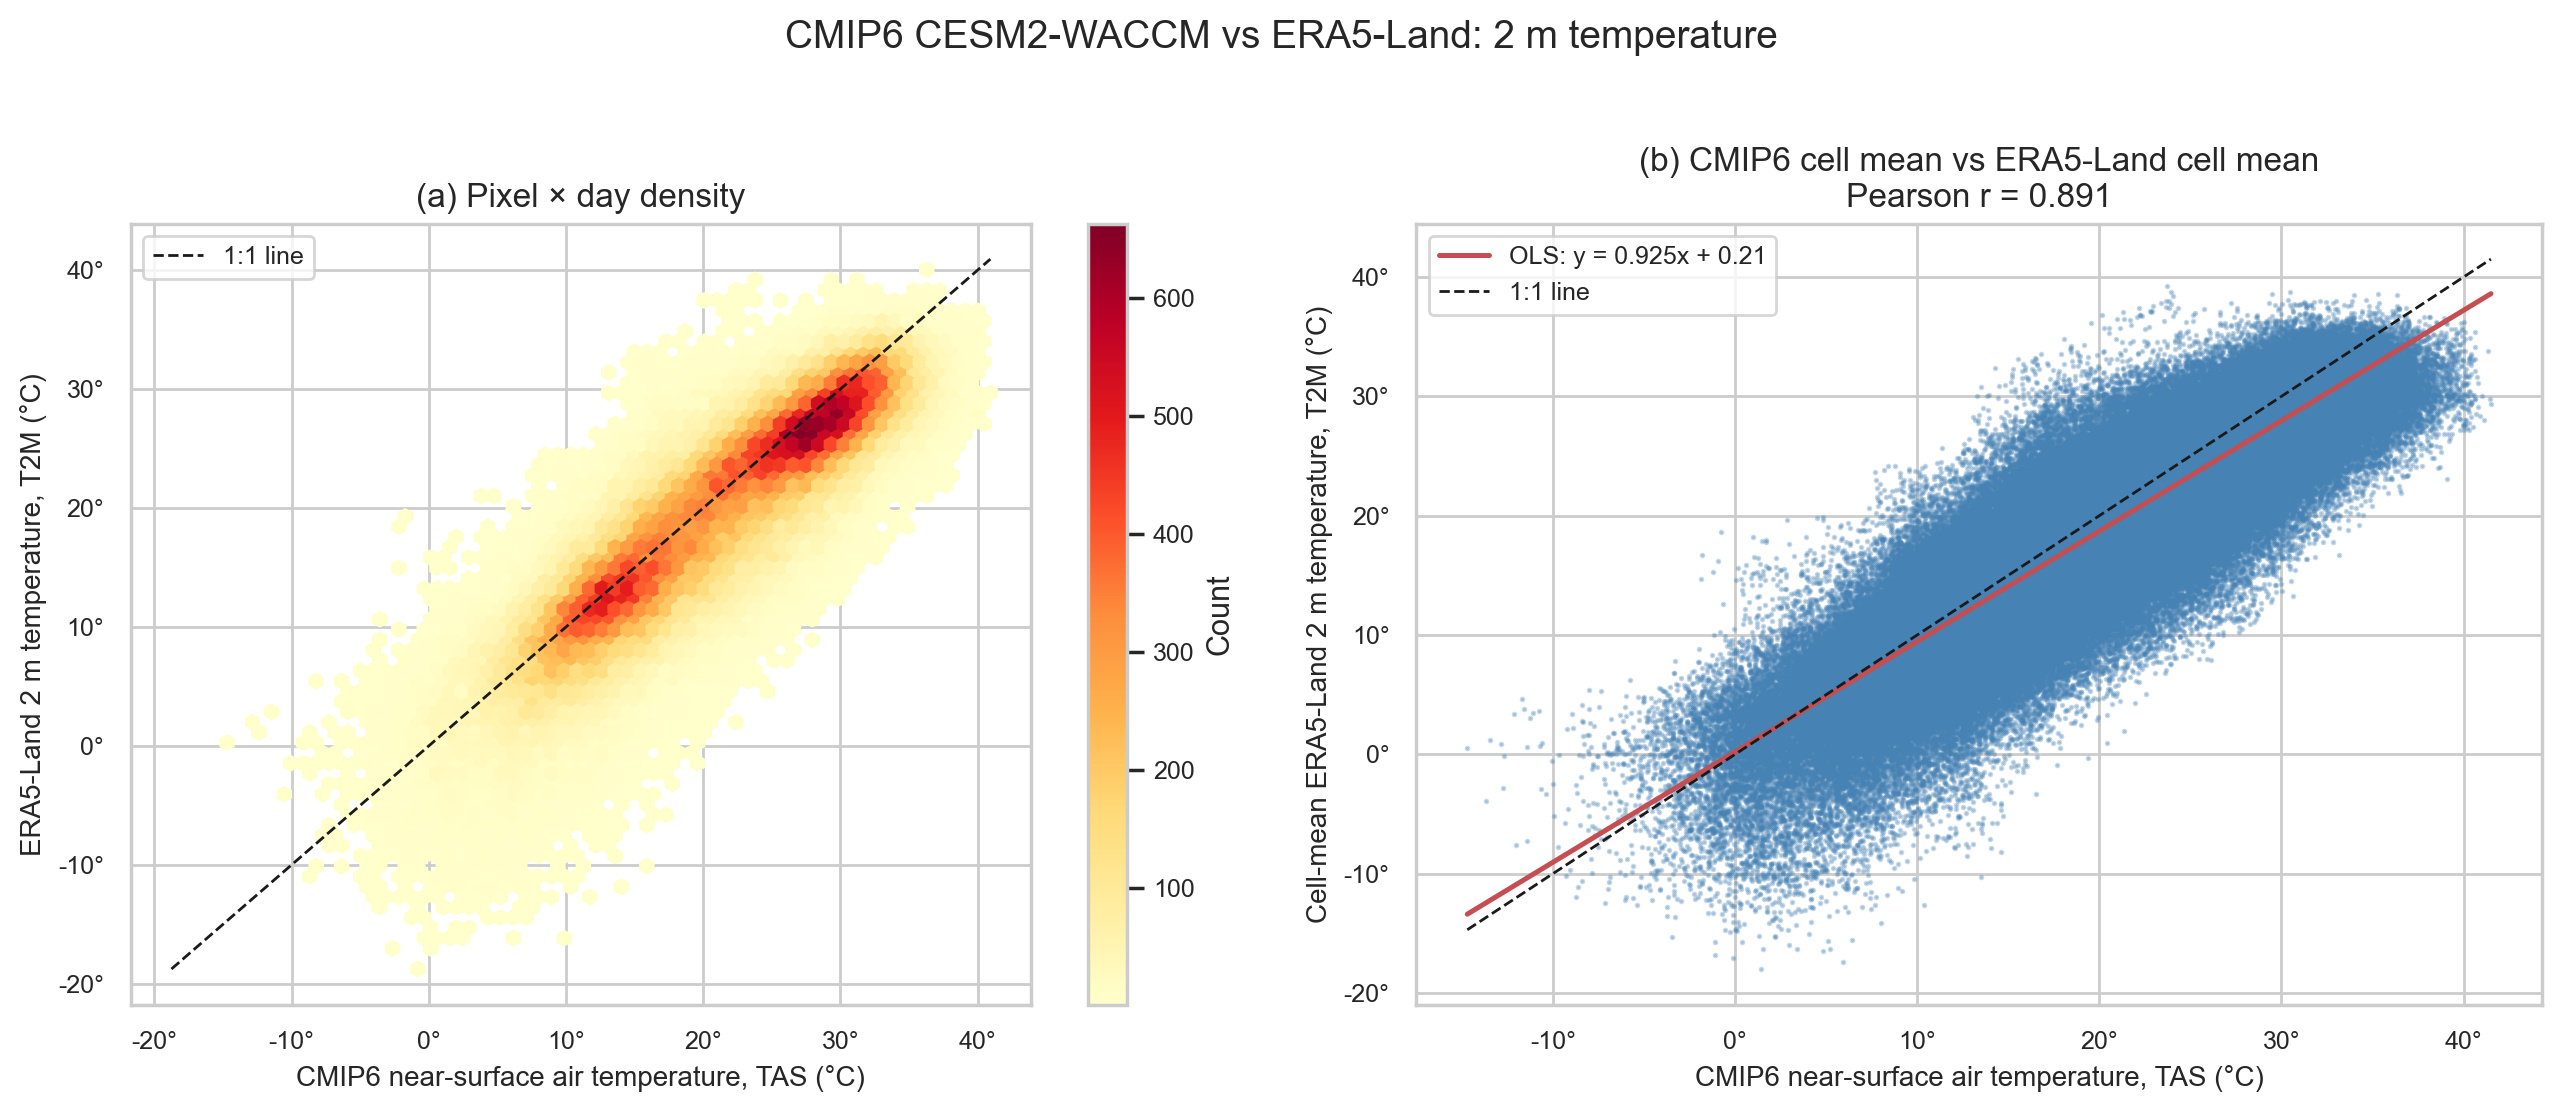 CMIP6 CESM2-WACCM vs ERA5-Land: 2 m temperature
(a) Pixel × day density
1:1 line
40°
30°
20°
10°
0°
-10°
-20°
ERA5-Land 2 m temperature, T2M (°C)
-20°
-10°
0°
10°
20°
30°
40°
CMIP6 near-surface air temperature, TAS (°C)
600
500
400
300
200
100
Count
(b) CMIP6 cell mean vs ERA5-Land cell mean
Pearson r = 0.891
OLS: y = 0.925x + 0.21
1:1 line
40°
30°
20°
10°
0°
-10°
-20°
Cell-mean ERA5-Land 2 m temperature, T2M (°C)
-10°
0°
10°
20°
30°
40°
CMIP6 near-surface air temperature, TAS (°C)